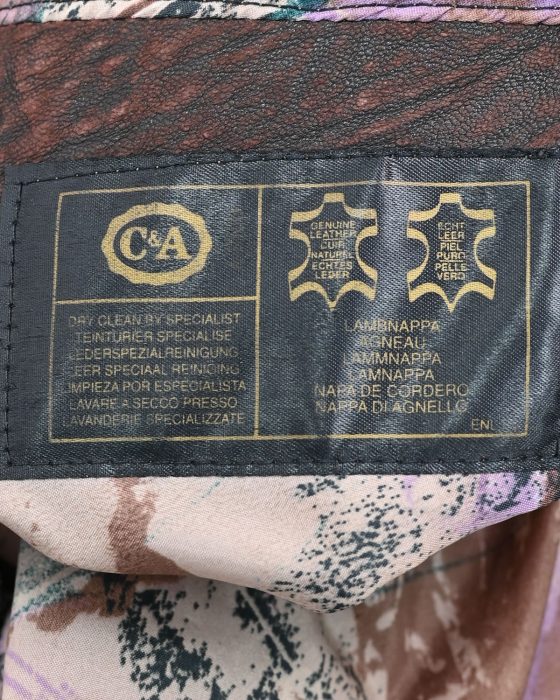 C&A
DRY CLEAN BY SPECIALIST
TEINTURIER SPECIALISE
LEDERSPEZIALREINIGUNG
LEER SPECIAAL REINIGING
LIMPIEZA POR ESPECIALISTA
LAVARE A SECCO PRESSO
LAVANDERIE SPECIALIZZATE
GENUINE
LEATHER
CUIR
NATUREL
ECHTES
LEDER
ECHT
LEER
PIEL
PURO
PELLE
VERO
LAMBNAPPA
AGNEAU
LAMMNAPPA
LAMNAPPA
NAPA DE CORDERO
NAPPA DI AGNELLO
ENL